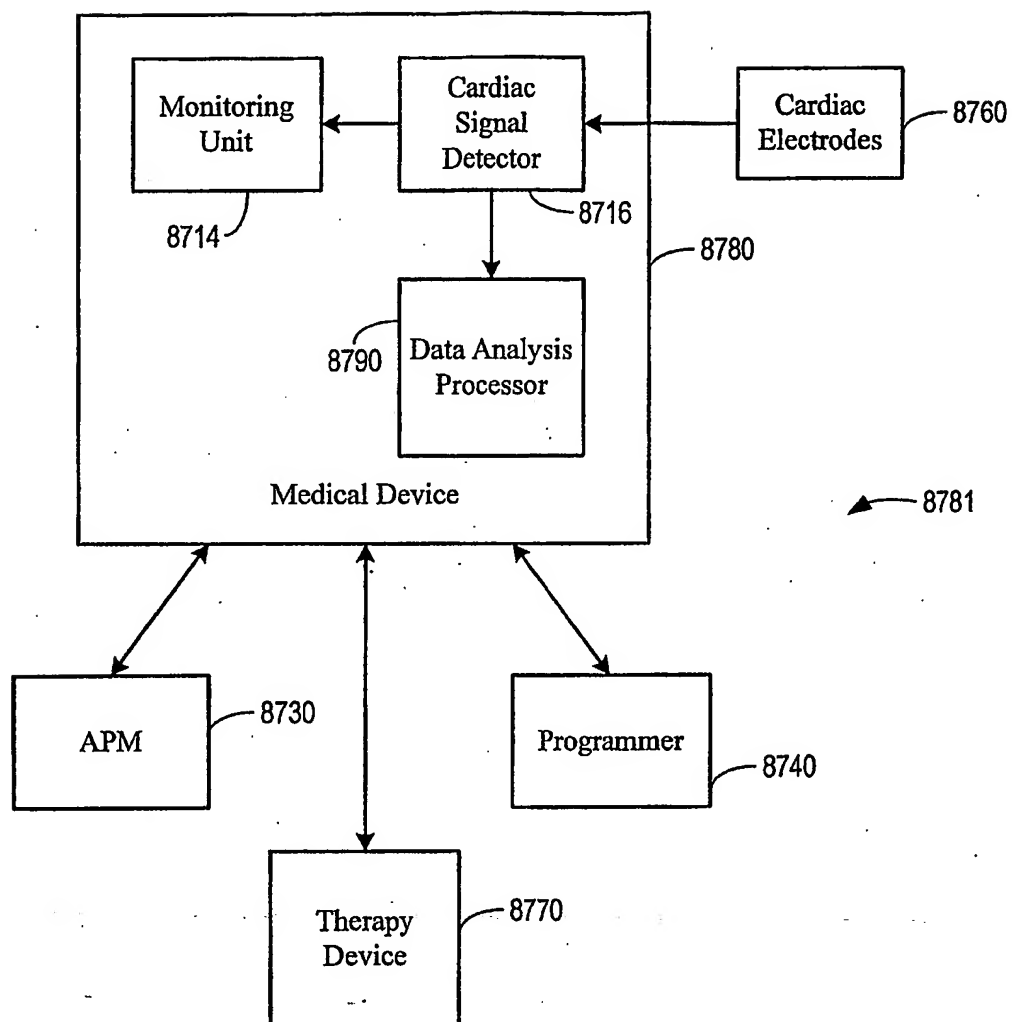 Monitoring
Unit
Cardiac
Signal
Detector
Cardiac
Electrodes
8760
8714
8716
8780
8790
Data Analysis
Processor
Medical Device
8781
APM
8730
Programmer
8740
Therapy
Device
8770